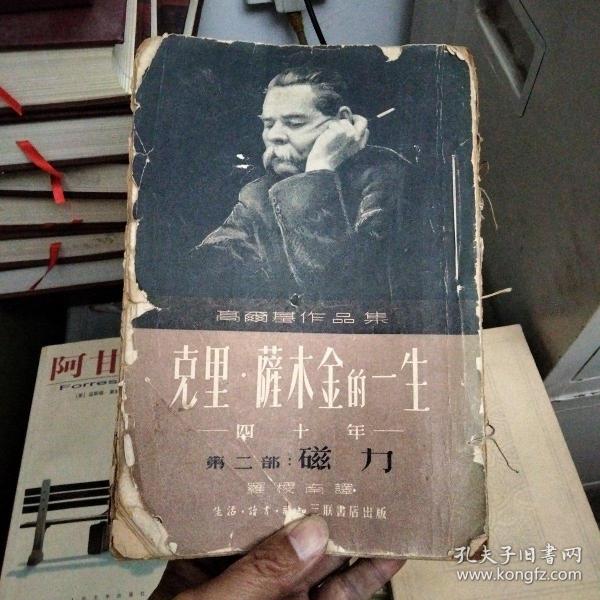 高爾基作品集
克里·薩木金的一生
—四十年—
第二部：磁力
羅稷南譯
生活·讀書·新知三联書店出版
阿甘
Forres
孔夫子旧书网
www.kongfz.com